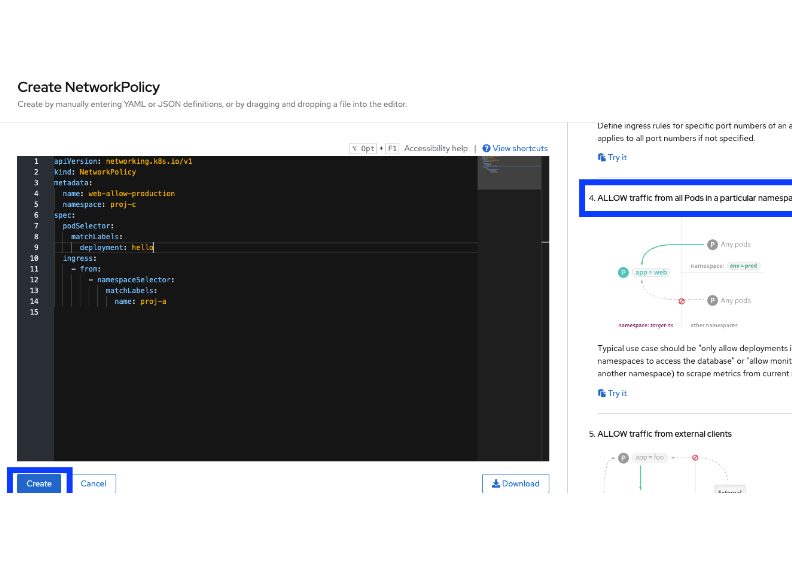 Create NetworkPolicy
Create by manually entering YAML or JSON definitions, or by dragging and dropping a file into the editor.
⌥ Opt + F1 Accessibility help | View shortcuts
1 apiVersion: networking.k8s.io/v1
2 kind: NetworkPolicy
3 metadata:
4 name: web-allow-production
5 namespace: proj-c
6 spec:
7 podSelector:
8 matchLabels:
9 deployment: hello
10 ingress:
11 - from:
12 - namespaceSelector:
13 matchLabels:
14 name: proj-a
15
Create
Cancel
Download
Define ingress rules for specific port numbers of an a
applies to all port numbers if not specified.
Try it
4. ALLOW traffic from all Pods in a particular namespa
P Any pods
namespace: env = prod
P app = web
P Any pods
namespace: target-ns
other namespaces
Typical use case should be "only allow deployments i
namespaces to access the database" or "allow monit
another namespace) to scrape metrics from current
Try it
5. ALLOW traffic from external clients
P app = foo
External